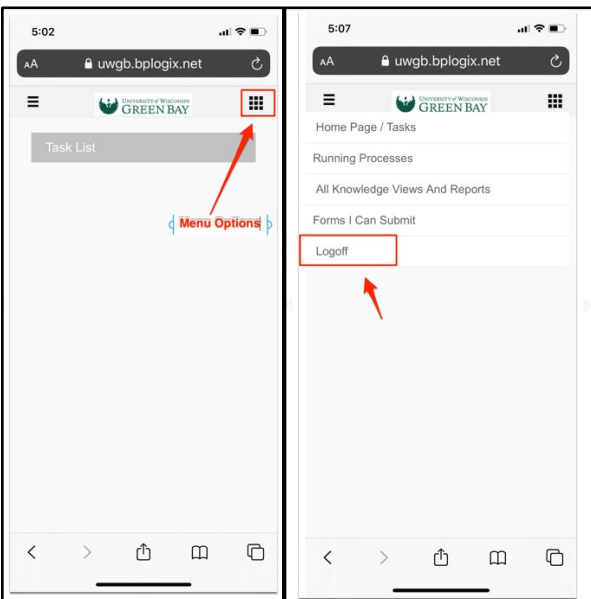 5:02
AA uwgb.bplogix.net
UNIVERSITY of WISCONSIN
GREEN BAY
Task List
Menu Options
5:07
AA uwgb.bplogix.net
UNIVERSITY of WISCONSIN
GREEN BAY
Home Page / Tasks
Running Processes
All Knowledge Views And Reports
Forms I Can Submit
Logoff